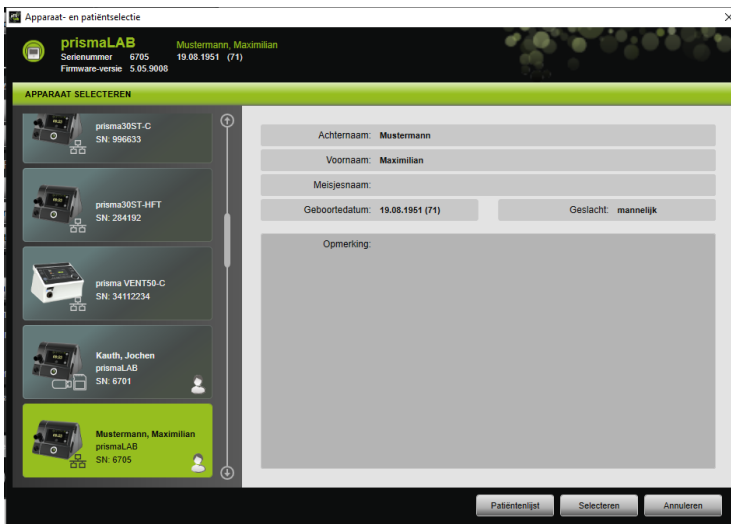 Apparaat- en patiëntselectie
prismaLAB
Mustermann, Maximilian
Serienummer 6705
19.08.1951 (71)
Firmware-versie 5.05.9008
APPARAAT SELECTEREN
prisma30ST-C
SN: 996633
prisma30ST-HFT
SN: 284192
prisma VENT50-C
SN: 34112234
Kauth, Jochen
prismaLAB
SN: 6701
Mustermann, Maximilian
prismaLAB
SN: 6705
Achternaam: Mustermann
Voornaam: Maximilian
Meisjesnaam:
Geboortedatum: 19.08.1951 (71)
Geslacht: mannelijk
Opmerking:
Patiëntenlijst
Selecteren
Annuleren